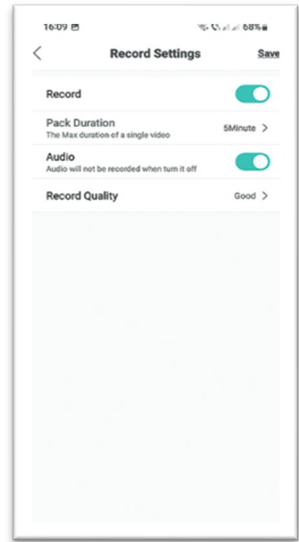 16:09 68%
Record Settings Save
Record
Pack Duration
The Max duration of a single video
5Minute >
Audio
Audio will not be recorded when turn it off
Record Quality Good >